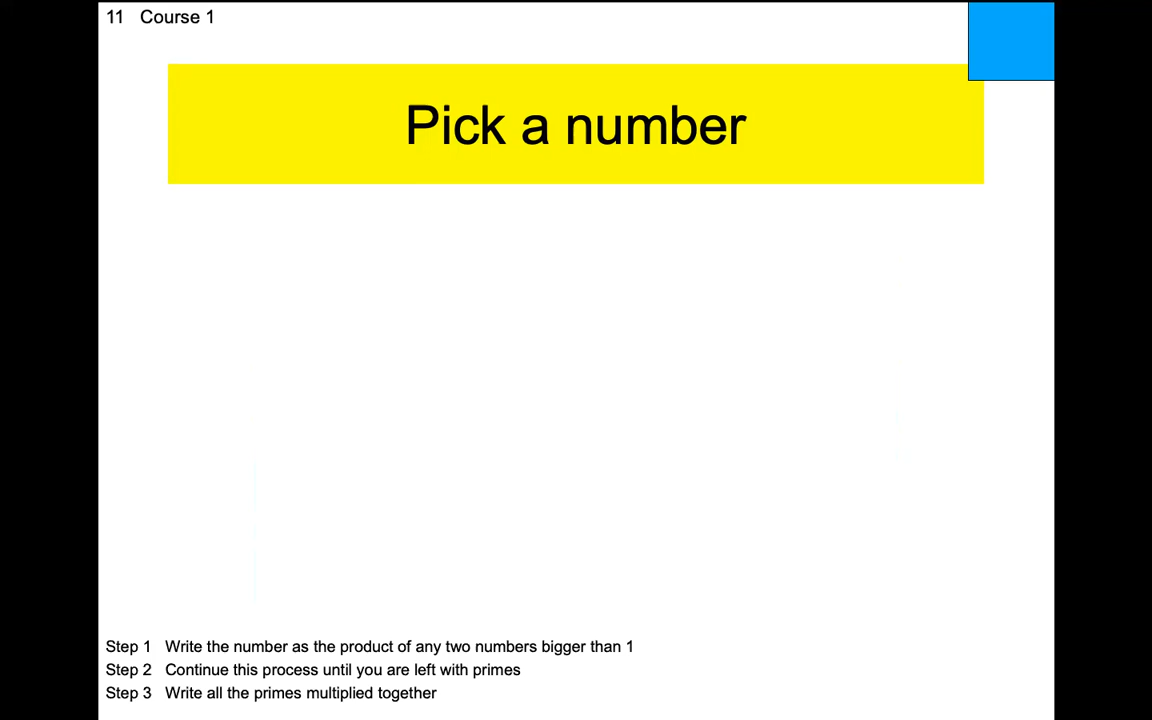 11 Course 1
Pick a number
Step 1 Write the number as the product of any two numbers bigger than 1
Step 2 Continue this process until you are left with primes
Step 3 Write all the primes multiplied together